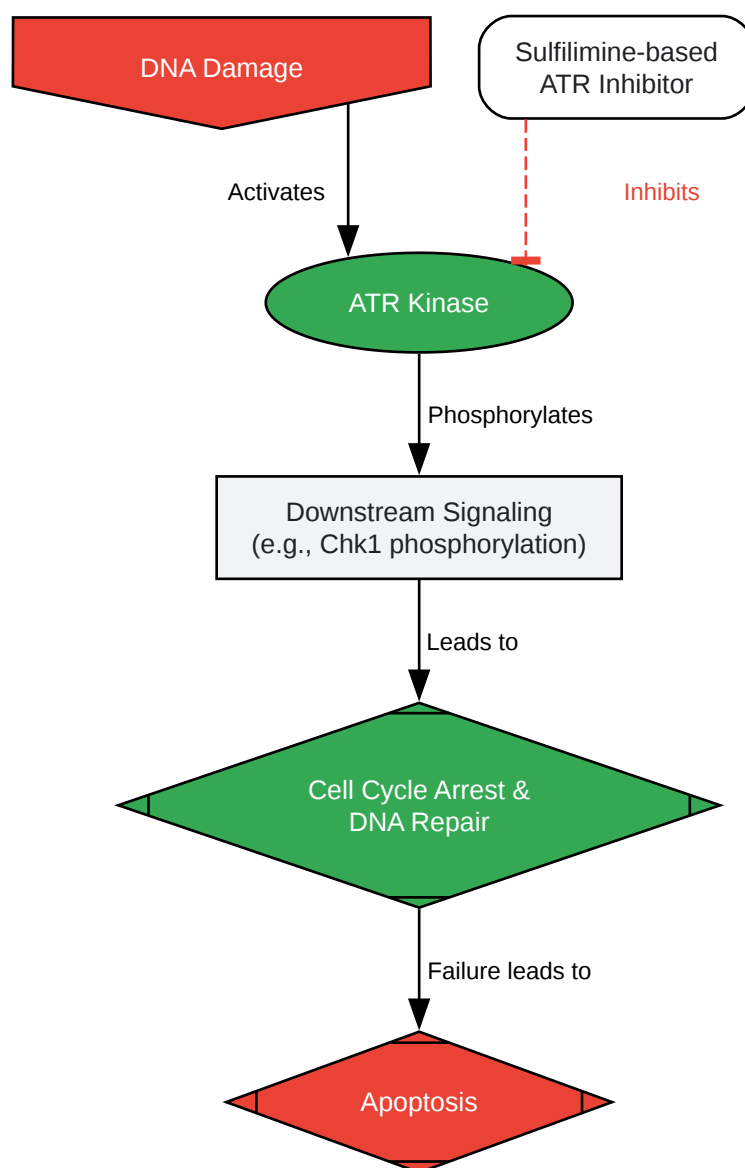 DNA Damage
Sulfilimine-based
ATR Inhibitor
Activates
Inhibits
ATR Kinase
Phosphorylates
Downstream Signaling
(e.g., Chk1 phosphorylation)
Leads to
Cell Cycle Arrest &
DNA Repair
Failure leads to
Apoptosis